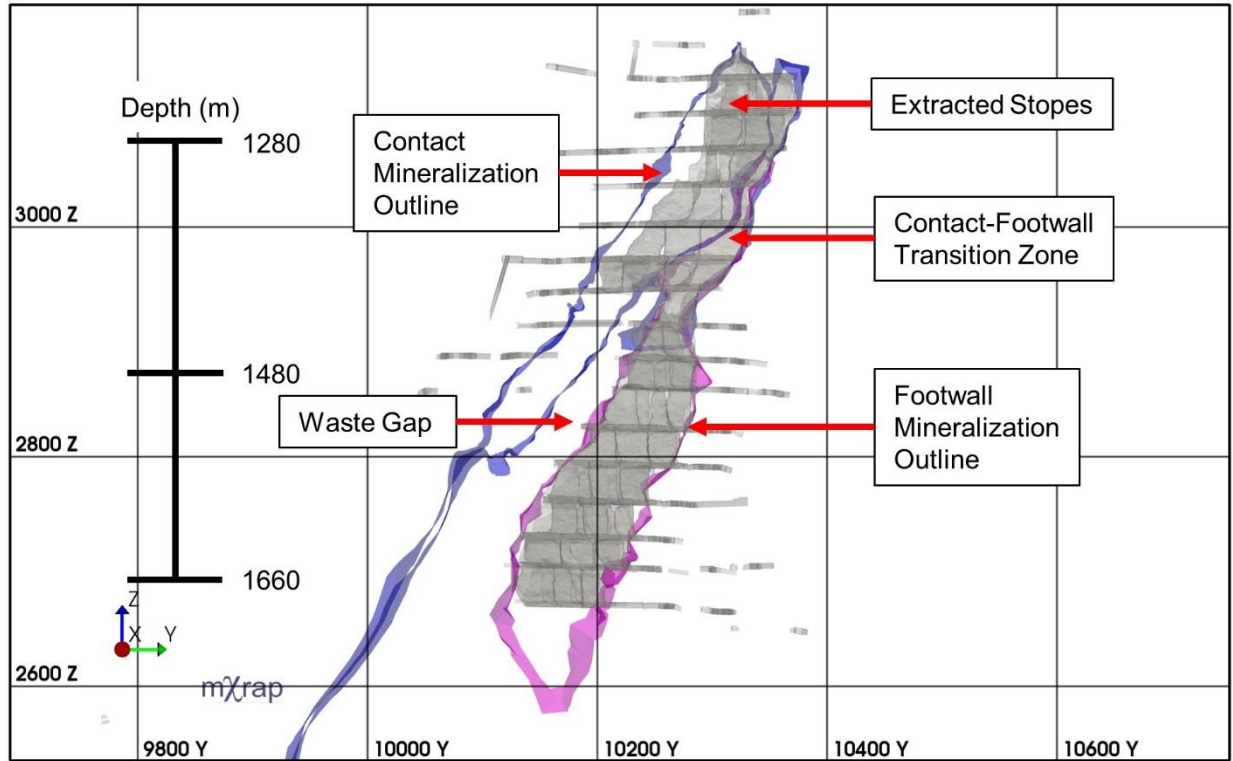 Depth (m)
1280
1480
1660
Contact
Mineralization
Outline
Extracted Stopes
Contact-Footwall
Transition Zone
Waste Gap
Footwall
Mineralization
Outline
3000 Z
2800 Z
2600 Z
Z
X
Y
mχrap
9800 Y
10000 Y
10200 Y
10400 Y
10600 Y